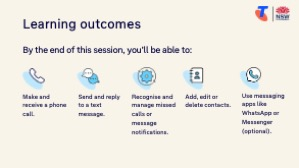 Learning outcomes
By the end of this session, you'll be able to:
Make and
receive a phone
call.
Send and reply
to a text
message.
Recognise and
manage missed
calls or
message
notifications.
Add, edit or
delete contacts.
Use messaging
apps like
WhatsApp or
Messenger
(optional).